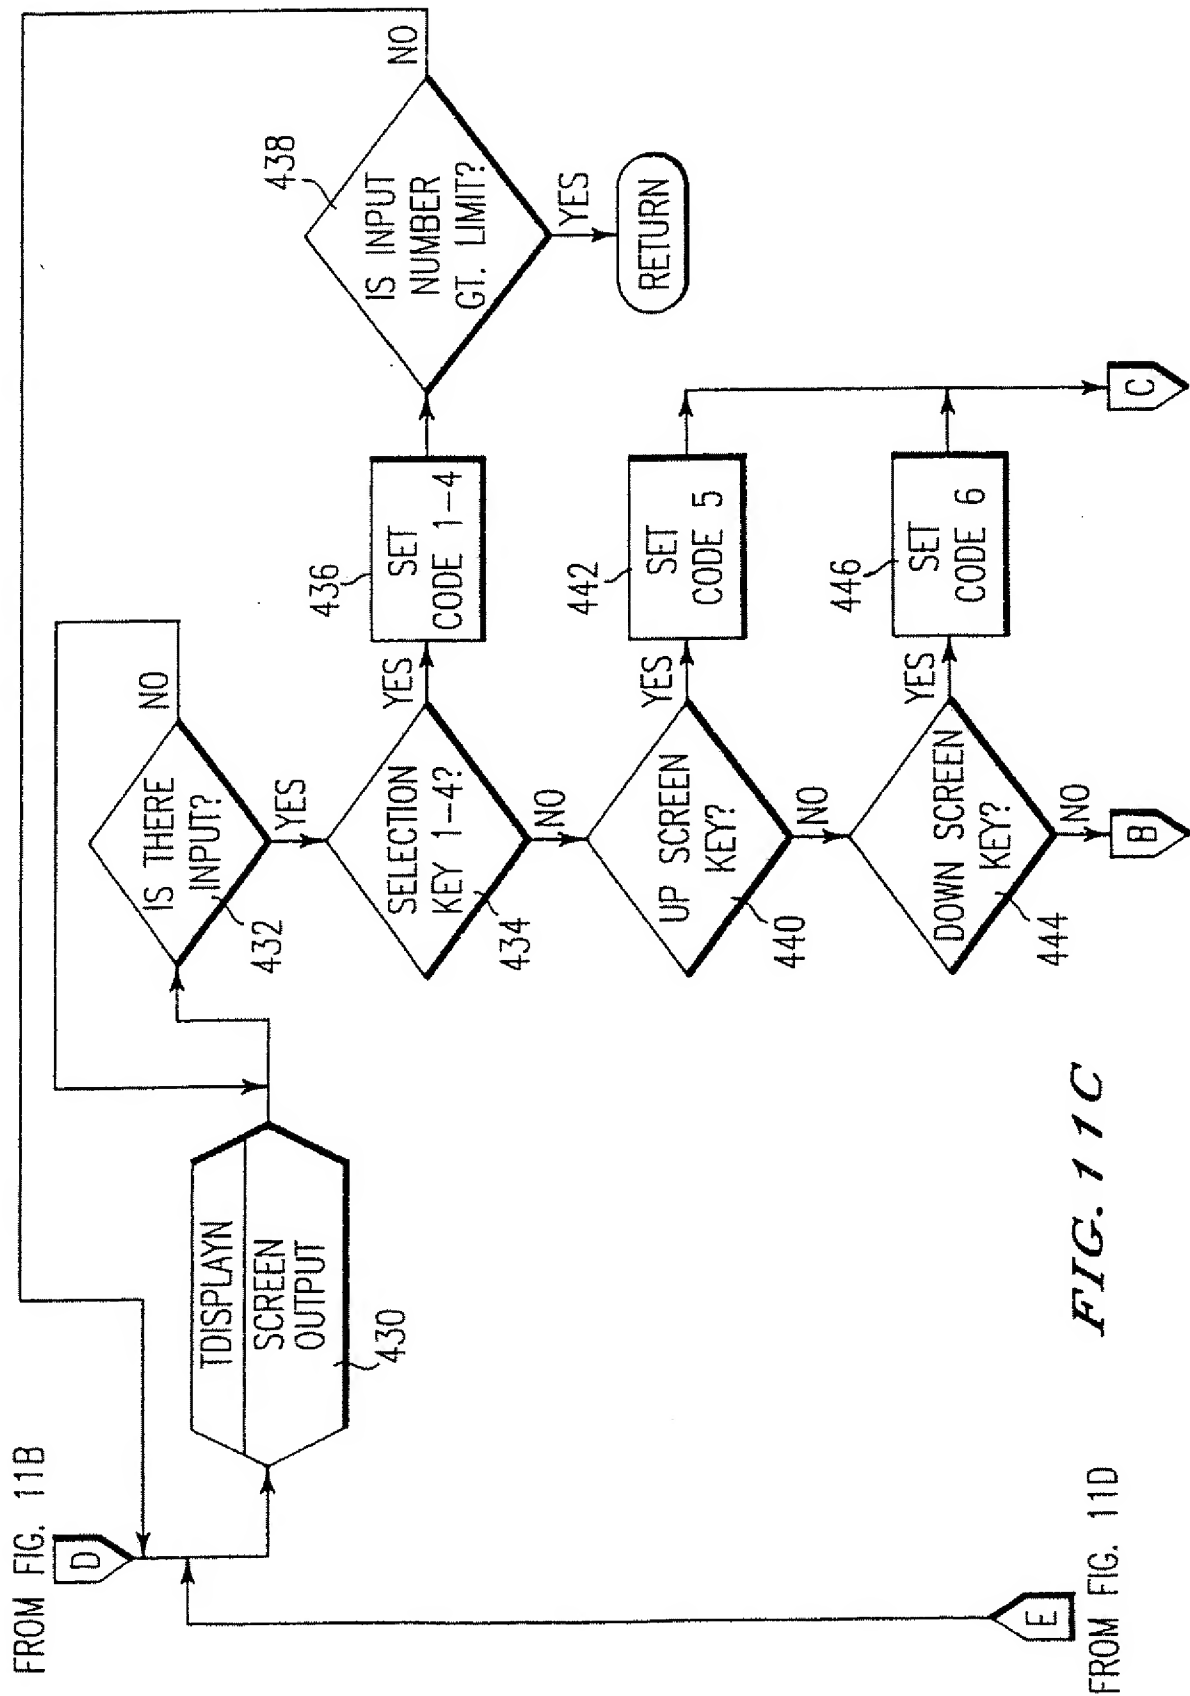 FROM FIG. 11B
D
TDISPLAYN
SCREEN
OUTPUT
430
IS THERE
INPUT?
432
NO
YES
SELECTION
KEY 1-4?
434
YES
NO
436
SET
CODE 1-4
438
IS INPUT
NUMBER
GT. LIMIT?
NO
YES
RETURN
UP SCREEN
KEY?
440
YES
NO
442
SET
CODE 5
DOWN SCREEN
KEY?
444
YES
NO
446
SET
CODE 6
B
C
E
FROM FIG. 11D
FIG. 11C